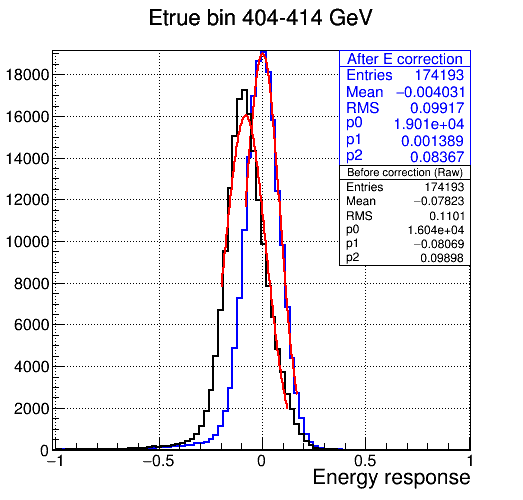 Etrue bin 404-414 GeV
After E correction
Entries 174193
Mean −0.004031
RMS 0.09917
p0 1.901e+04
p1 0.001389
p2 0.08367
Before correction (Raw)
Entries 174193
Mean −0.07823
RMS 0.1101
p0 1.604e+04
p1 −0.08069
p2 0.09898
18000
16000
14000
12000
10000
8000
6000
4000
2000
0
−1 −0.5 0 0.5 1
Energy response